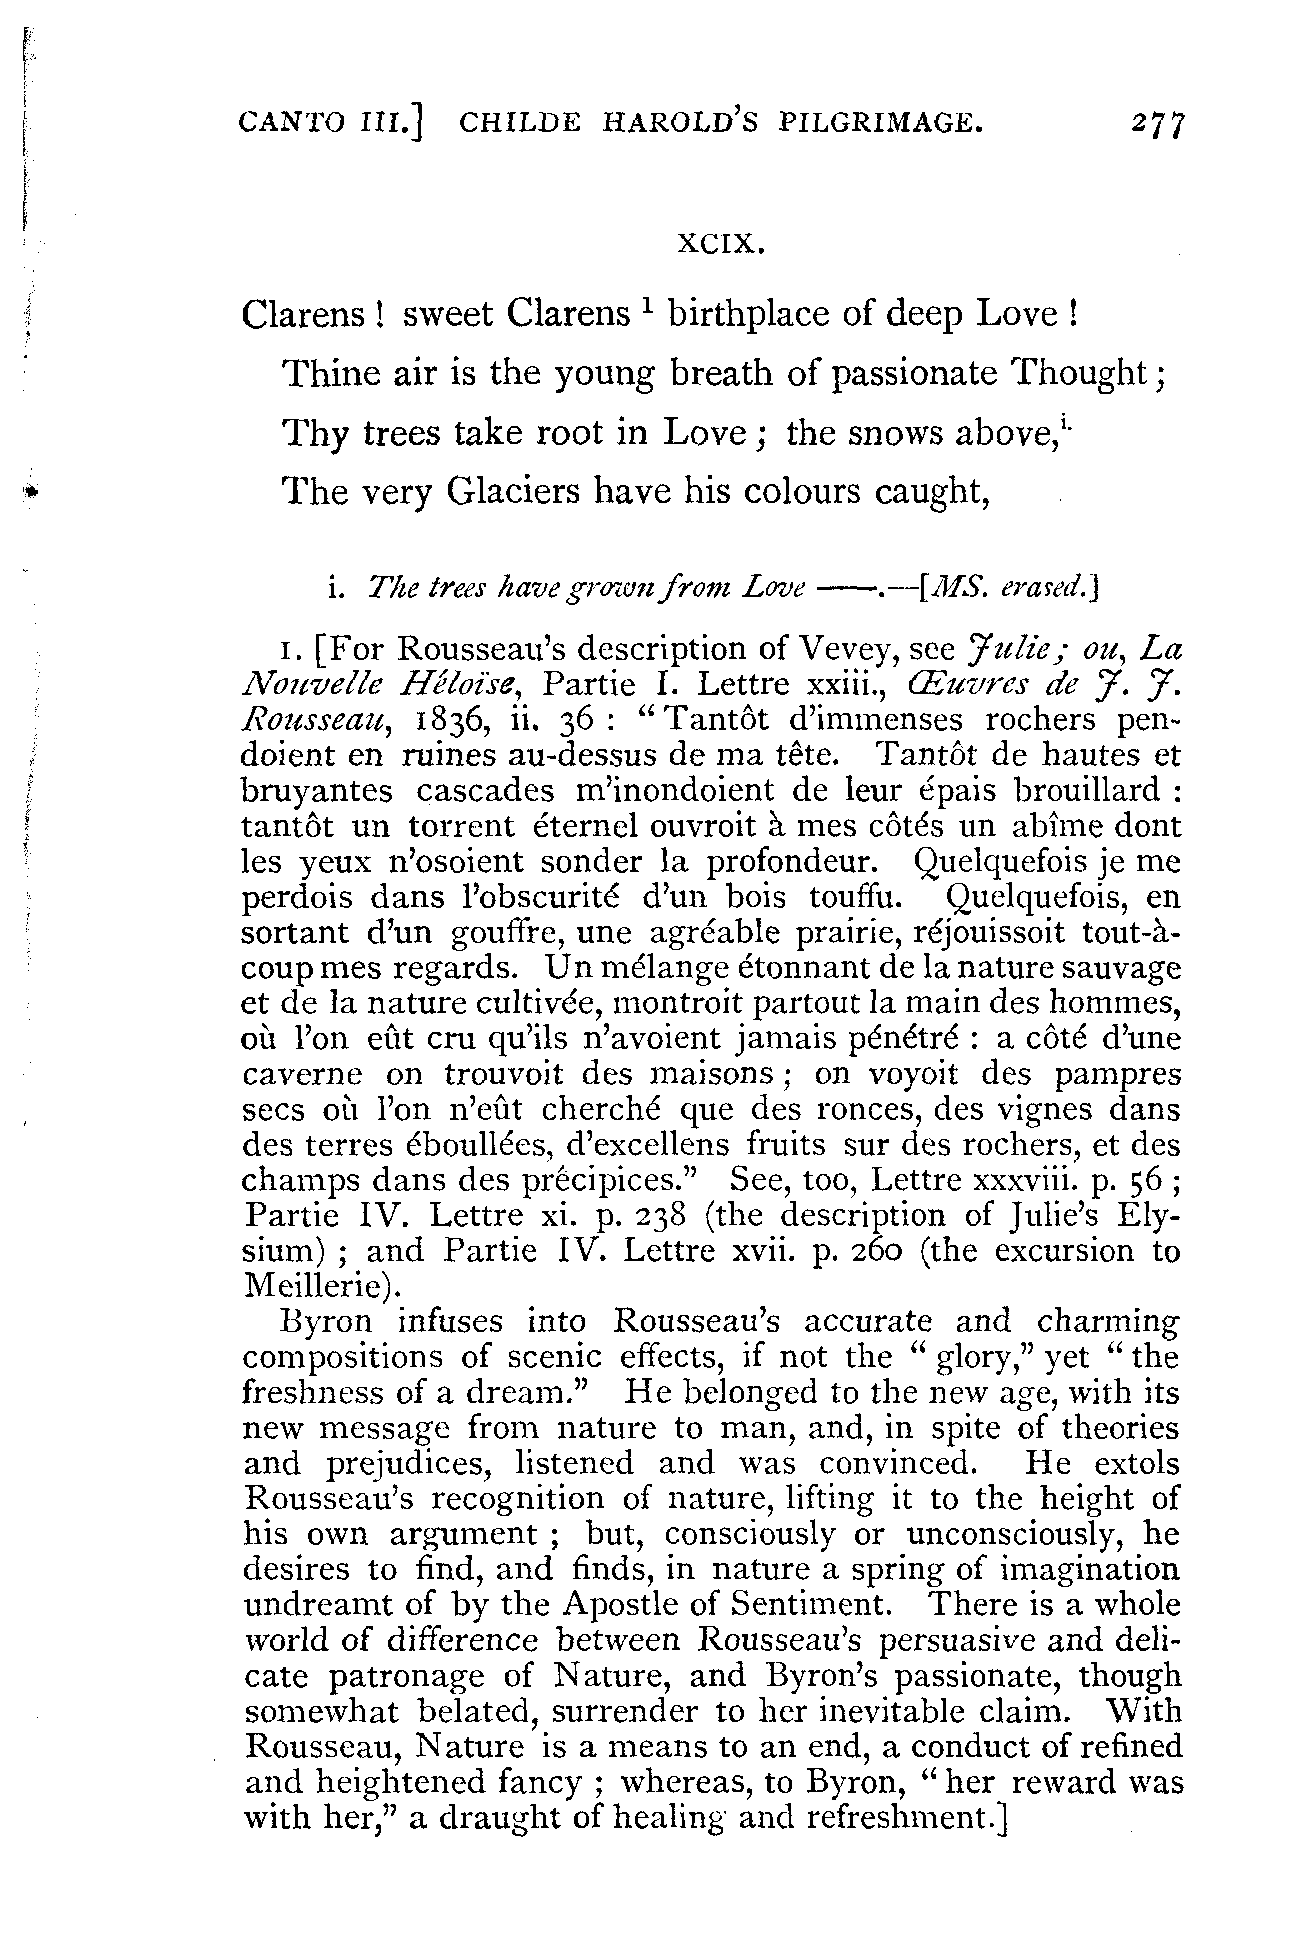 CANTO III.] CHILDE HAROLD'S PILGRIMAGE. 277
XCIX.
Clarens ! sweet Clarens ¹ birthplace of deep Love !
Thine air is the young breath of passionate Thought ;
Thy trees take root in Love ; the snows above,ⁱ·
The very Glaciers have his colours caught,
i. The trees have grown from Love ——.—[MS. erased.]
1. [For Rousseau's description of Vevey, see Julie ; ou, La
Nouvelle Héloïse, Partie I. Lettre xxiii., Œuvres de J. J.
Rousseau, 1836, ii. 36 : “ Tantôt d'immenses rochers pen-
doient en ruines au-dessus de ma tête. Tantôt de hautes et
bruyantes cascades m'inondoient de leur épais brouillard :
tantôt un torrent éternel ouvroit à mes côtés un abîme dont
les yeux n'osoient sonder la profondeur. Quelquefois je me
perdois dans l'obscurité d'un bois touffu. Quelquefois, en
sortant d'un gouffre, une agréable prairie, réjouissoit tout-à-
coup mes regards. Un mélange étonnant de la nature sauvage
et de la nature cultivée, montroit partout la main des hommes,
où l'on eût cru qu'ils n'avoient jamais pénétré : a côté d'une
caverne on trouvoit des maisons ; on voyoit des pampres
secs où l'on n'eût cherché que des ronces, des vignes dans
des terres éboullées, d'excellens fruits sur des rochers, et des
champs dans des précipices.” See, too, Lettre xxxviii. p. 56 ;
Partie IV. Lettre xi. p. 238 (the description of Julie's Ely-
sium) ; and Partie IV. Lettre xvii. p. 260 (the excursion to
Meillerie).
Byron infuses into Rousseau's accurate and charming
compositions of scenic effects, if not the “ glory,” yet “ the
freshness of a dream.” He belonged to the new age, with its
new message from nature to man, and, in spite of theories
and prejudices, listened and was convinced. He extols
Rousseau's recognition of nature, lifting it to the height of
his own argument ; but, consciously or unconsciously, he
desires to find, and finds, in nature a spring of imagination
undreamt of by the Apostle of Sentiment. There is a whole
world of difference between Rousseau's persuasive and deli-
cate patronage of Nature, and Byron's passionate, though
somewhat belated, surrender to her inevitable claim. With
Rousseau, Nature is a means to an end, a conduct of refined
and heightened fancy ; whereas, to Byron, “ her reward was
with her,” a draught of healing and refreshment.]